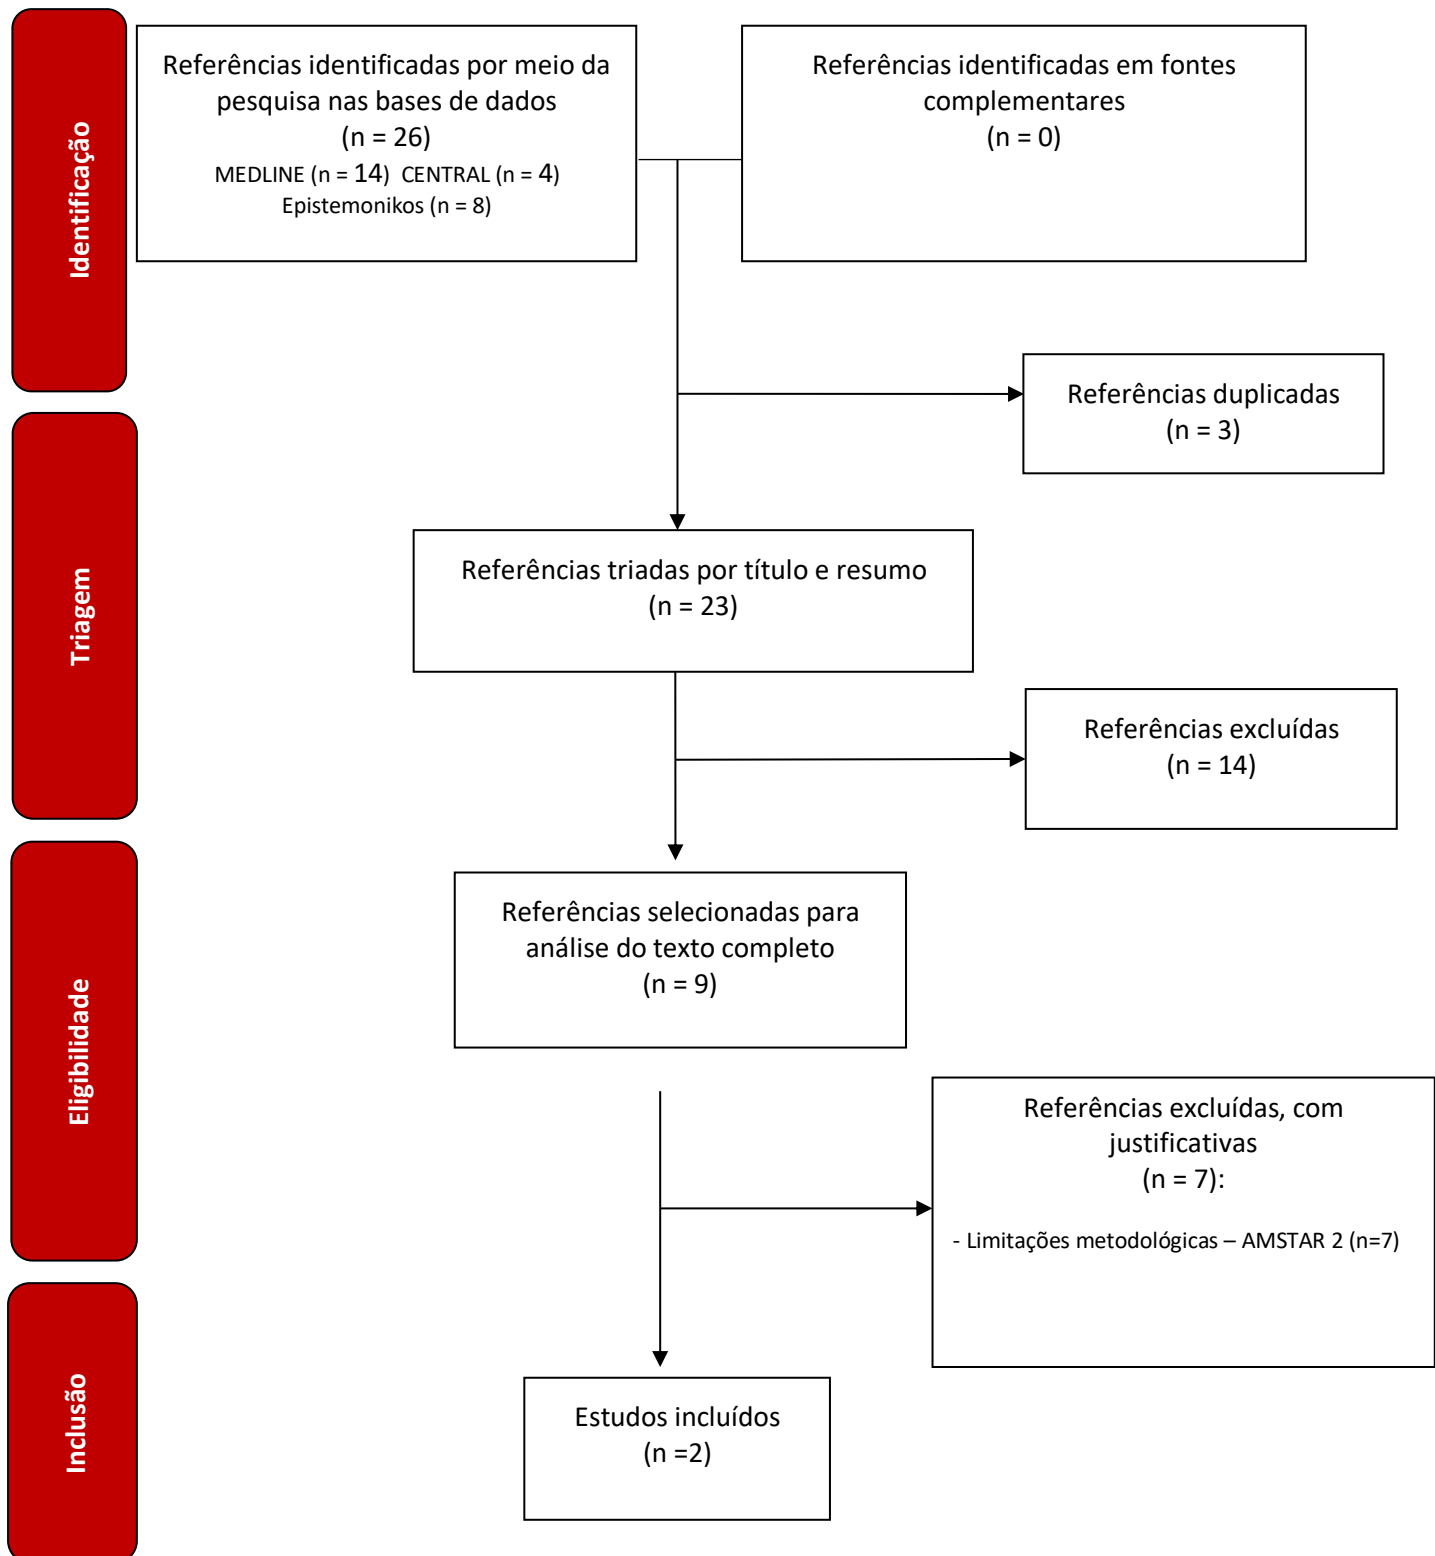 Identificação
Referências identificadas por meio da
pesquisa nas bases de dados
(n = 26)
MEDLINE (n = 14) CENTRAL (n = 4)
Epistemonikos (n = 8)
Referências identificadas em fontes
complementares
(n = 0)
Referências duplicadas
(n = 3)
Triagem
Referências triadas por título e resumo
(n = 23)
Referências excluídas
(n = 14)
Eligibilidade
Referências selecionadas para
análise do texto completo
(n = 9)
Referências excluídas, com
justificativas
(n = 7):
- Limitações metodológicas – AMSTAR 2 (n=7)
Inclusão
Estudos incluídos
(n =2)